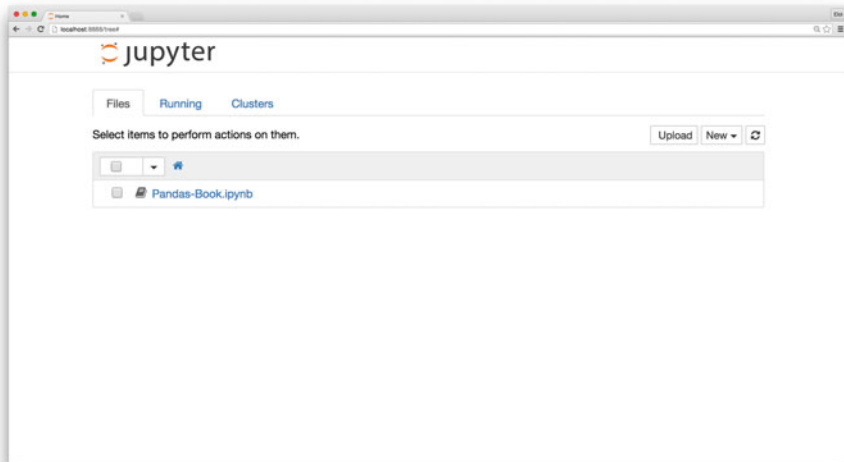 Home
Eloi
localhost:8888/tree#
jupyter
Files Running Clusters
Select items to perform actions on them.
Upload New
Pandas-Book.ipynb